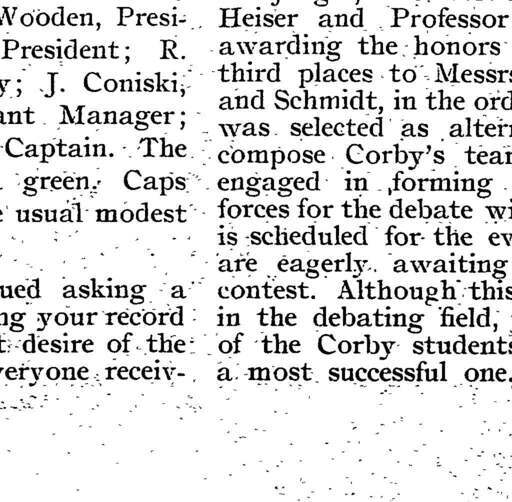 Wooden, Presi-
President; R.
y; J. Coniski,
ant Manager;
Captain. The
green. Caps
usual modest
ued asking a
ng your record
desire of the
veryone receiv-
Heiser and Professor
awarding the honors
third places to Messrs
and Schmidt, in the ord
was selected as altern
compose Corby's team
engaged in forming
forces for the debate wi
is scheduled for the ev
are eagerly awaiting
contest. Although this
in the debating field,
of the Corby students
a most successful one.